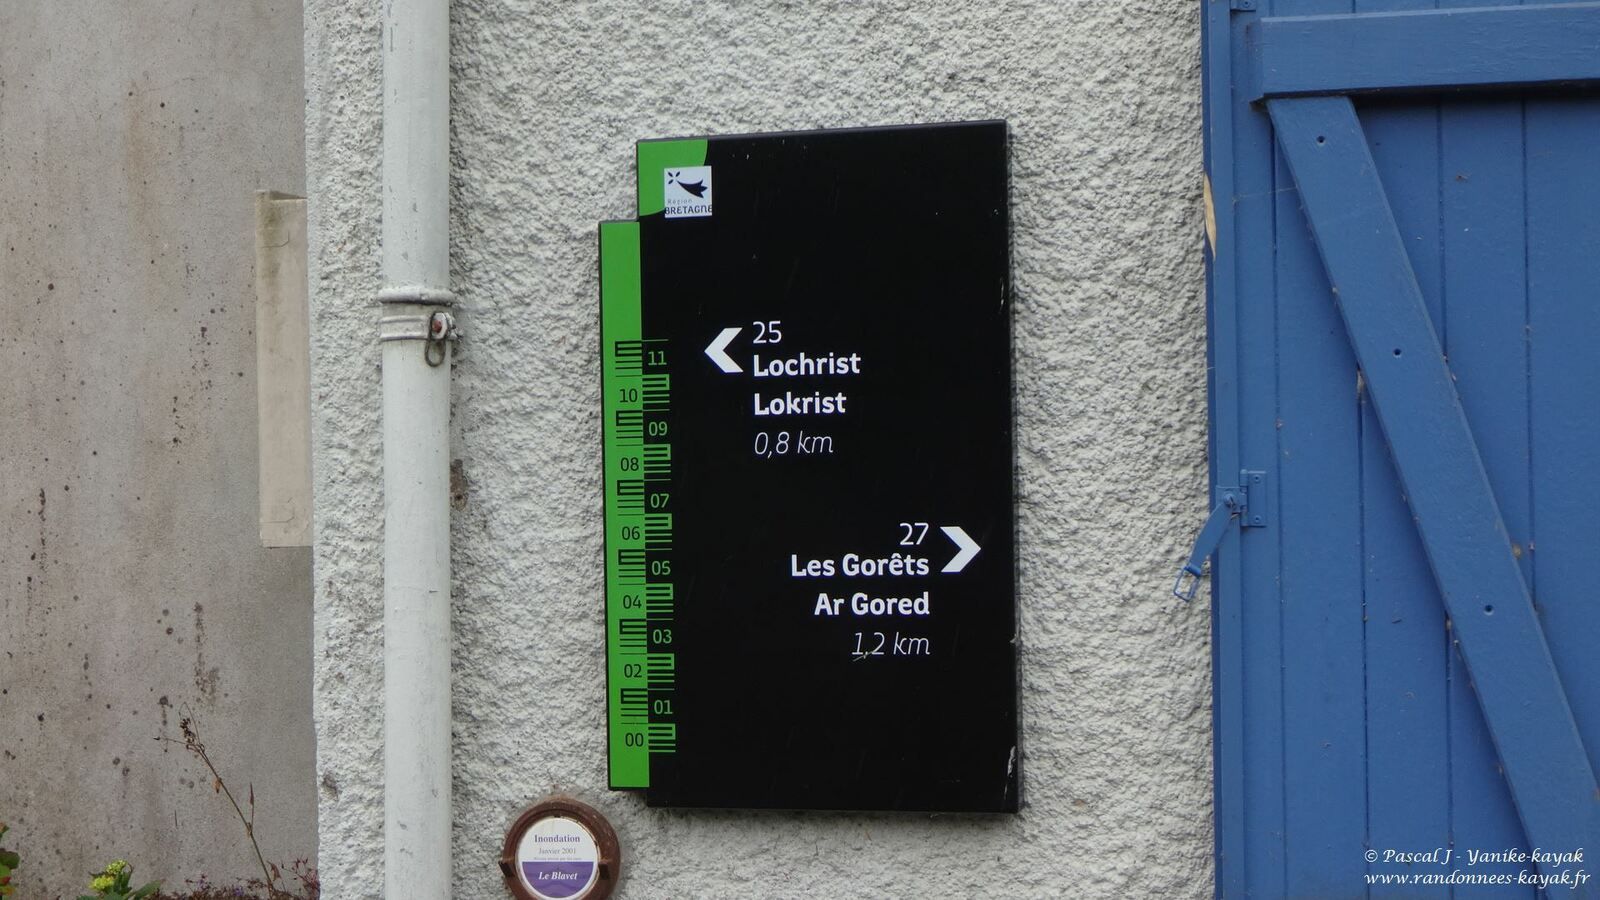 Région
BRETAGNE
25
Lochrist
Lokrist
0,8 km
27
Les Gorêts
Ar Gored
1,2 km
11
10
09
08
07
06
05
04
03
02
01
00
Inondation
Janvier 2001
Le Blavet
© Pascal J - Yanike-kayak
www.randonnees-kayak.fr